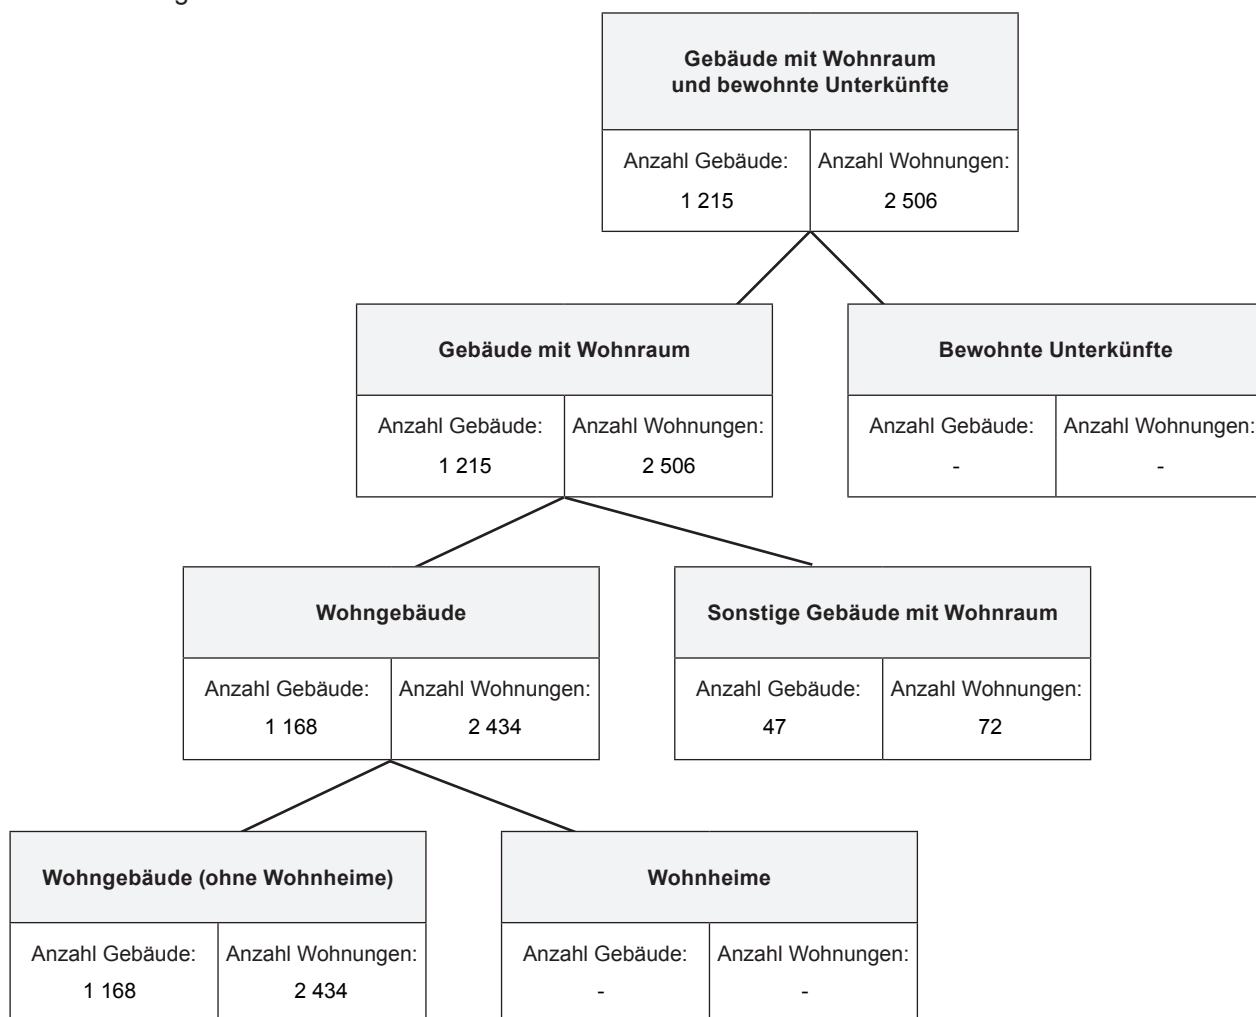 Gebäude mit Wohnraum
und bewohnte Unterkünfte
Anzahl Gebäude: Anzahl Wohnungen:
1 215 2 506
Gebäude mit Wohnraum Bewohnte Unterkünfte
Anzahl Gebäude: Anzahl Wohnungen: Anzahl Gebäude: Anzahl Wohnungen:
1 215 2 506 - -
Wohngebäude Sonstige Gebäude mit Wohnraum
Anzahl Gebäude: Anzahl Wohnungen: Anzahl Gebäude: Anzahl Wohnungen:
1 168 2 434 47 72
Wohngebäude (ohne Wohnheime) Wohnheime
Anzahl Gebäude: Anzahl Wohnungen: Anzahl Gebäude: Anzahl Wohnungen:
1 168 2 434 - -